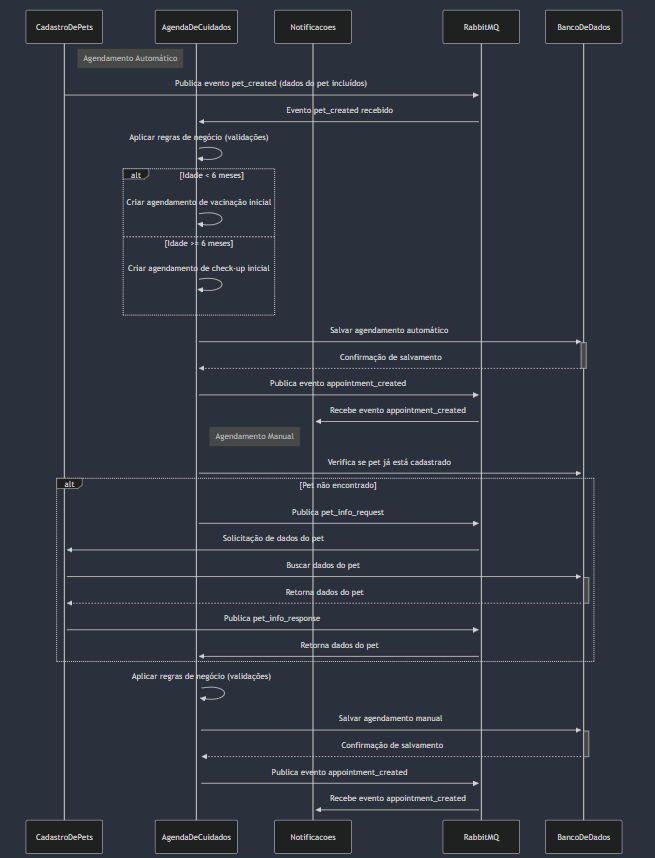 CadastroDePets AgendaDeCuidados Notificacoes RabbitMQ BancoDeDados
Agendamento Automático
Publica evento pet_created (dados do pet incluídos)
Evento pet_created recebido
Aplicar regras de negócio (validações)
alt [Idade < 6 meses]
Criar agendamento de vacinação inicial
[Idade >= 6 meses]
Criar agendamento de check-up inicial
Salvar agendamento automático
Confirmação de salvamento
Publica evento appointment_created
Recebe evento appointment_created
Agendamento Manual
Verifica se pet já está cadastrado
alt [Pet não encontrado]
Publica pet_info_request
Solicitação de dados do pet
Buscar dados do pet
Retorna dados do pet
Publica pet_info_response
Retorna dados do pet
Aplicar regras de negócio (validações)
Salvar agendamento manual
Confirmação de salvamento
Publica evento appointment_created
Recebe evento appointment_created
CadastroDePets AgendaDeCuidados Notificacoes RabbitMQ BancoDeDados